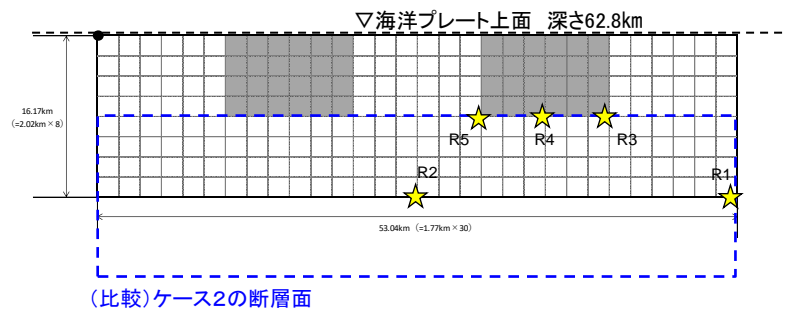 ▽海洋プレート上面 深さ62.8km
16.17km
(=2.02km×8)
R5
R4
R3
R2
R1
53.04km (=1.77km×30)
(比較)ケース2の断層面